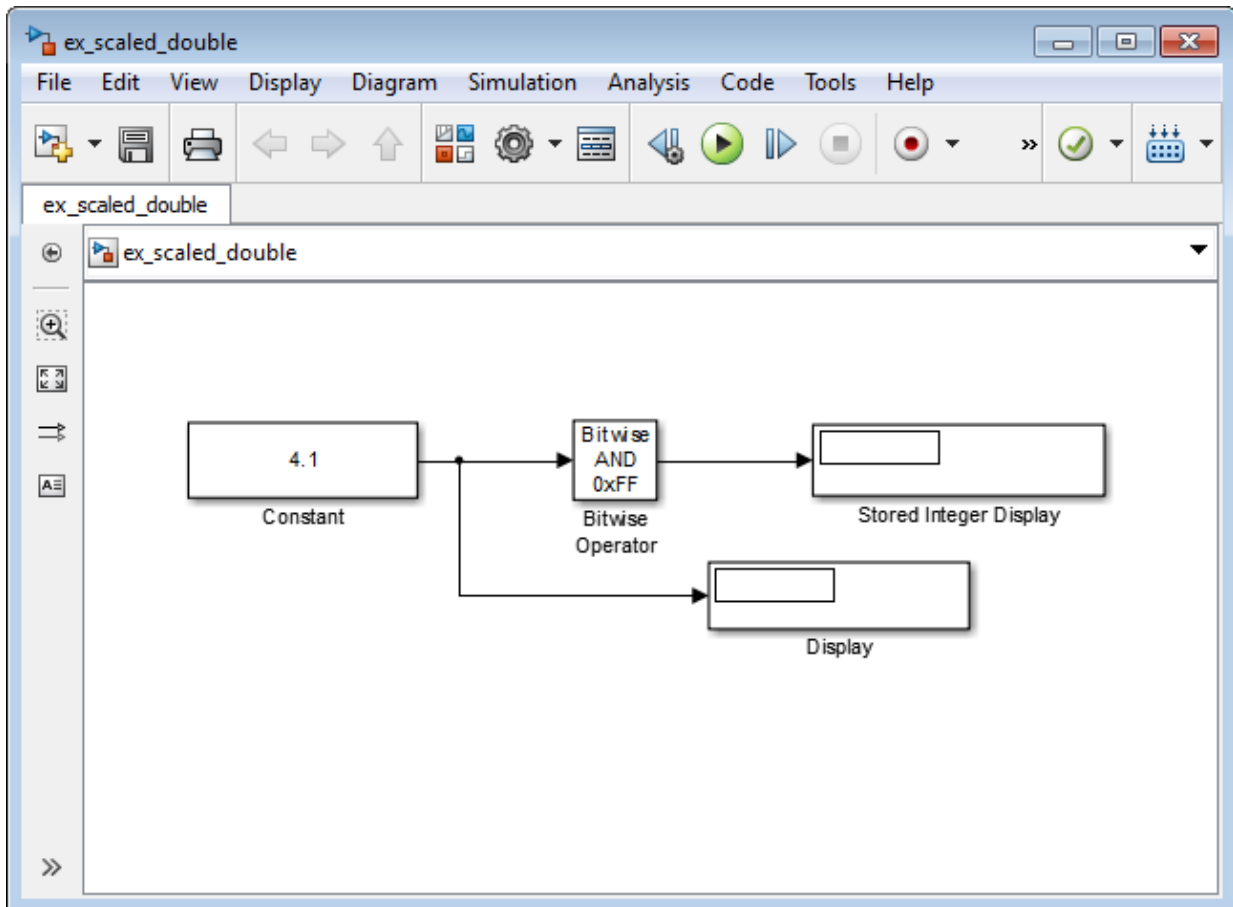 ex_scaled_double
File Edit View Display Diagram Simulation Analysis Code Tools Help
ex_scaled_double
ex_scaled_double
4.1
Constant
Bitwise
AND
0xFF
Bitwise
Operator
Stored Integer Display
Display